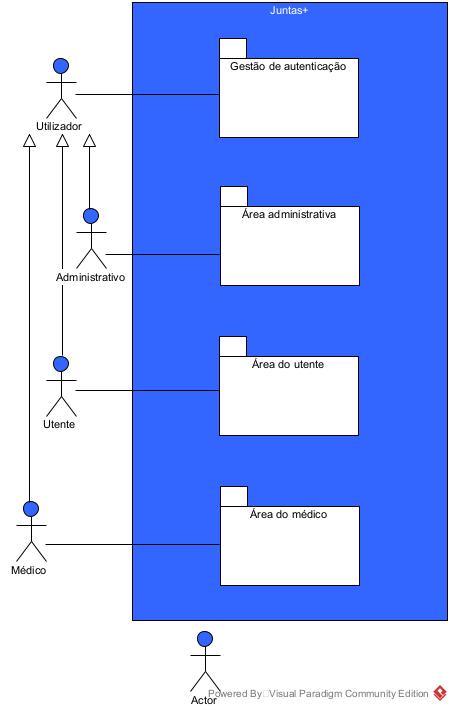 Juntas+
Gestão de autenticação
Utilizador
Área administrativa
Administrativo
Área do utente
Utente
Área do médico
Médico
Actor
Powered By Visual Paradigm Community Edition